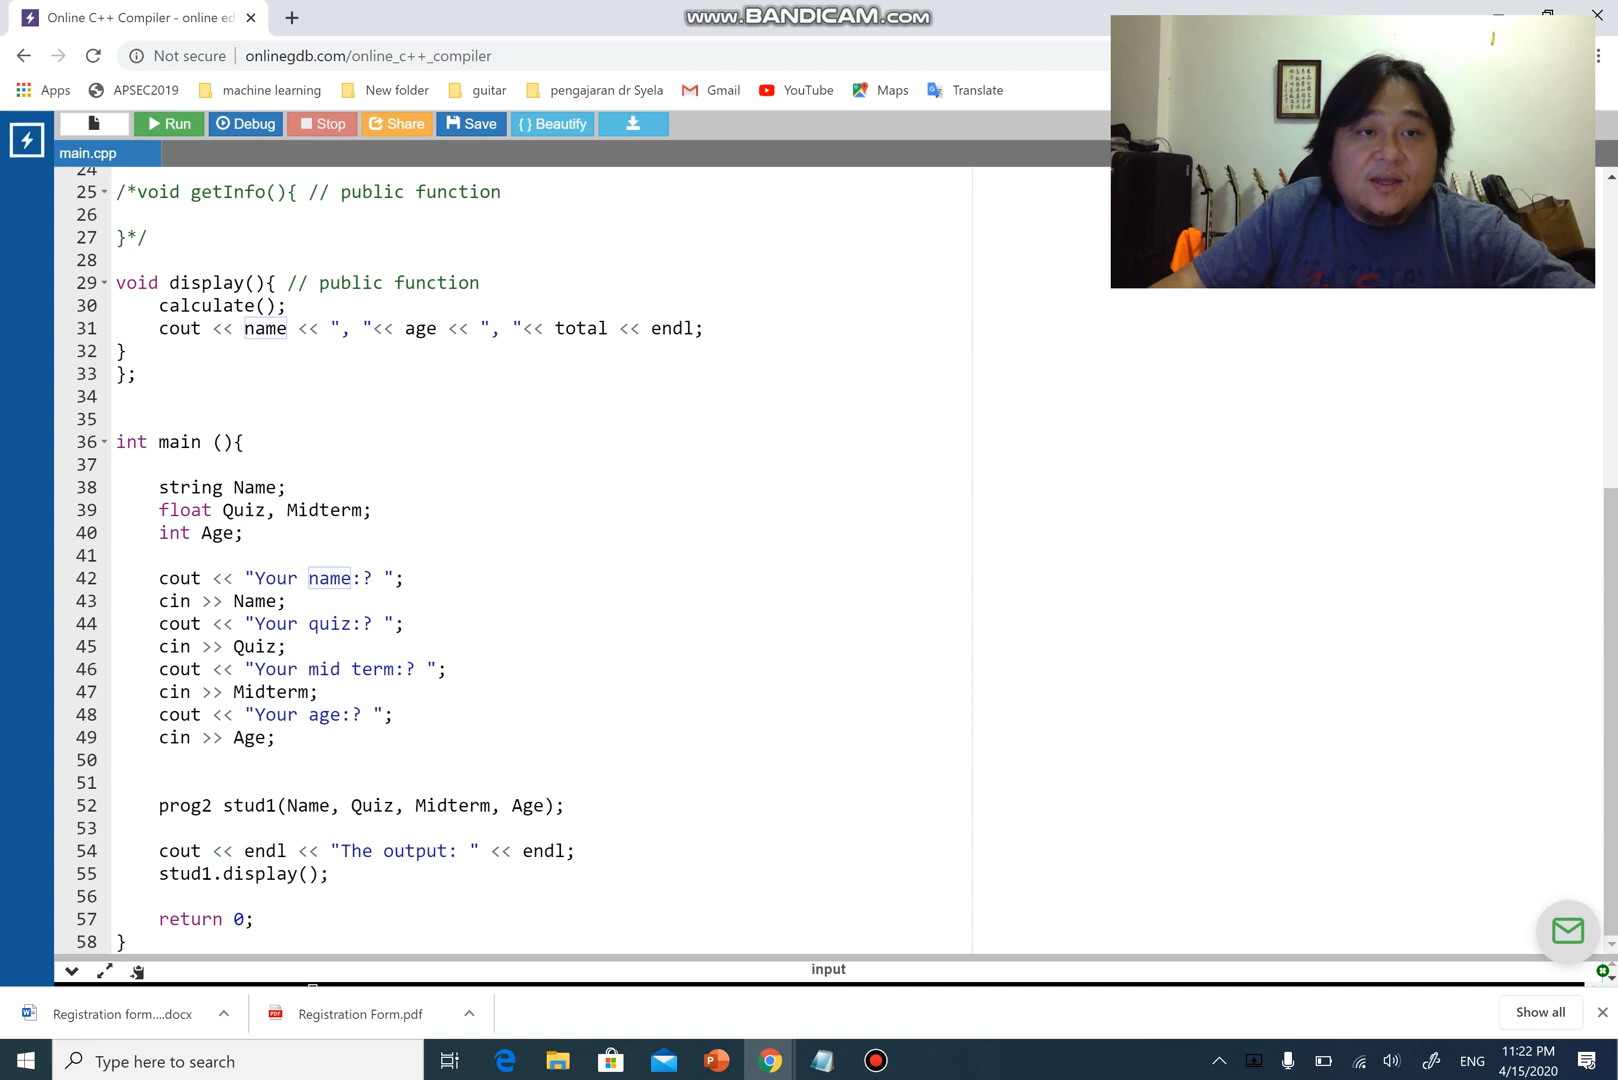 Online C++ Compiler - online ed
www.BANDICAM.com
Not secure
onlinegdb.com/online_c++_compiler
Apps
APSEC2019
machine learning
New folder
guitar
pengajaran dr Syela
Gmail
YouTube
Maps
Translate
Run
Debug
Stop
Share
Save
{ } Beautify
main.cpp
24
25 /*void getInfo(){ // public function
26
27 }*/
28
29 void display(){ // public function
30 calculate();
31 cout << name << ", "<< age << ", "<< total << endl;
32 }
33 };
34
35
36 int main (){
37
38 string Name;
39 float Quiz, Midterm;
40 int Age;
41
42 cout << "Your name:? ";
43 cin >> Name;
44 cout << "Your quiz:? ";
45 cin >> Quiz;
46 cout << "Your mid term:? ";
47 cin >> Midterm;
48 cout << "Your age:? ";
49 cin >> Age;
50
51
52 prog2 stud1(Name, Quiz, Midterm, Age);
53
54 cout << endl << "The output: " << endl;
55 stud1.display();
56
57 return 0;
58 }
input
Registration form....docx
Registration Form.pdf
Show all
Type here to search
ENG
11:22 PM
4/15/2020